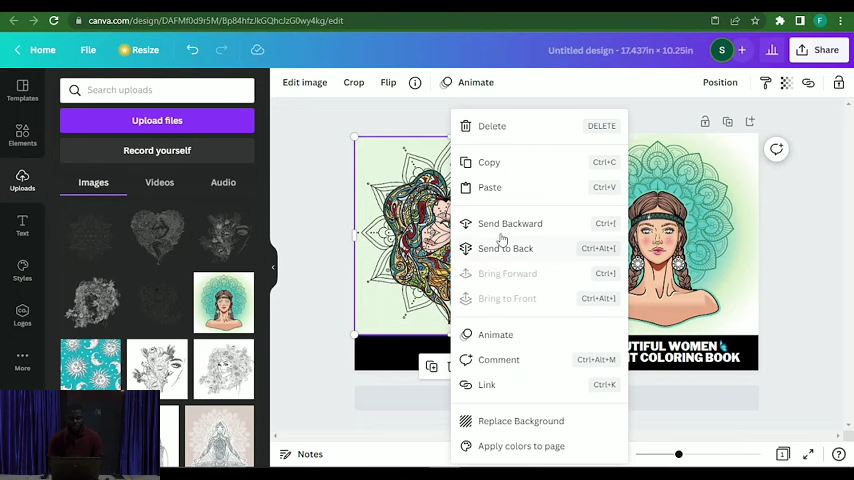 canva.com/design/DAFMf0d9r5M/Bp84hfzJkGQhcJzG0wy4kg/edit
F
Home
File
Resize
Untitled design - 17.437in × 10.25in
S
Share
Templates
Elements
Uploads
Text
Styles
CO.
Logos
More
Search uploads
Upload files
Record yourself
Images
Videos
Audio
Edit image
Crop
Flip
Animate
Position
Delete DELETE
Copy Ctrl+C
Paste
Ctrl+V
Send Backward Ctrl+[
Send to Back Ctrl+Alt+[
Bring Forward Ctrl+]
Bring to Front Ctrl+Alt+]
Animate
Comment Ctrl+Alt+M
Link Ctrl+K
Replace Background
Apply colors to page
UTIFUL WOMEN
T COLORING BOOK
Notes
1